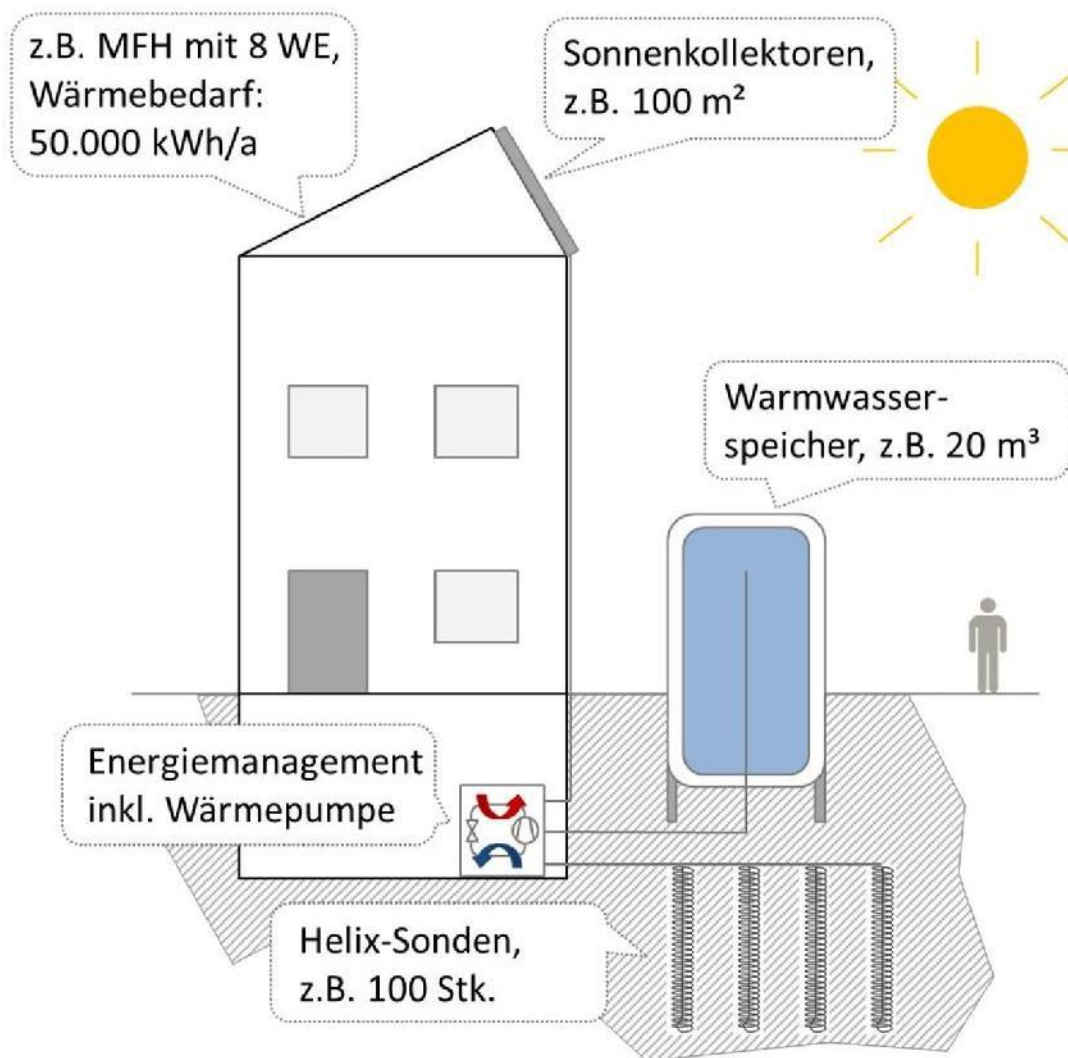 z.B. MFH mit 8 WE,
Wärmebedarf:
50.000 kWh/a
Sonnenkollektoren,
z.B. 100 m²
Warmwasser-
speicher, z.B. 20 m³
Energiemanagement
inkl. Wärmepumpe
Helix-Sonden,
z.B. 100 Stk.